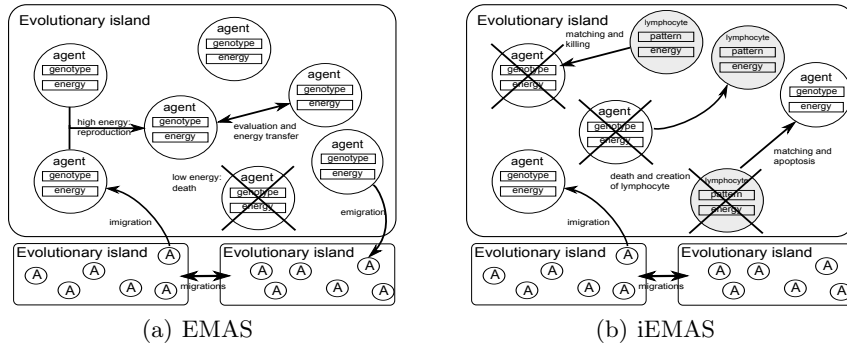 Evolutionary island
agent
genotype
energy
agent
genotype
energy
agent
genotype
energy
agent
genotype
energy
high energy:
reproduction
evaluation and
energy transfer
agent
genotype
energy
agent
genotype
energy
low energy:
death
agent
genotype
energy
imigration
emigration
Evolutionary island
A
A
A
A
A
A
migrations
Evolutionary island
A
A
A
A
A
A
(a) EMAS
Evolutionary island
matching and
killing
lymphocyte
pattern
energy
lymphocyte
pattern
energy
agent
genotype
energy
agent
genotype
energy
agent
genotype
energy
matching and
apoptosis
agent
genotype
energy
death and creation
of lymphocyte
lymphocyte
pattern
energy
imigration
Evolutionary island
A
A
A
A
A
A
migrations
Evolutionary island
A
A
A
A
A
A
(b) iEMAS